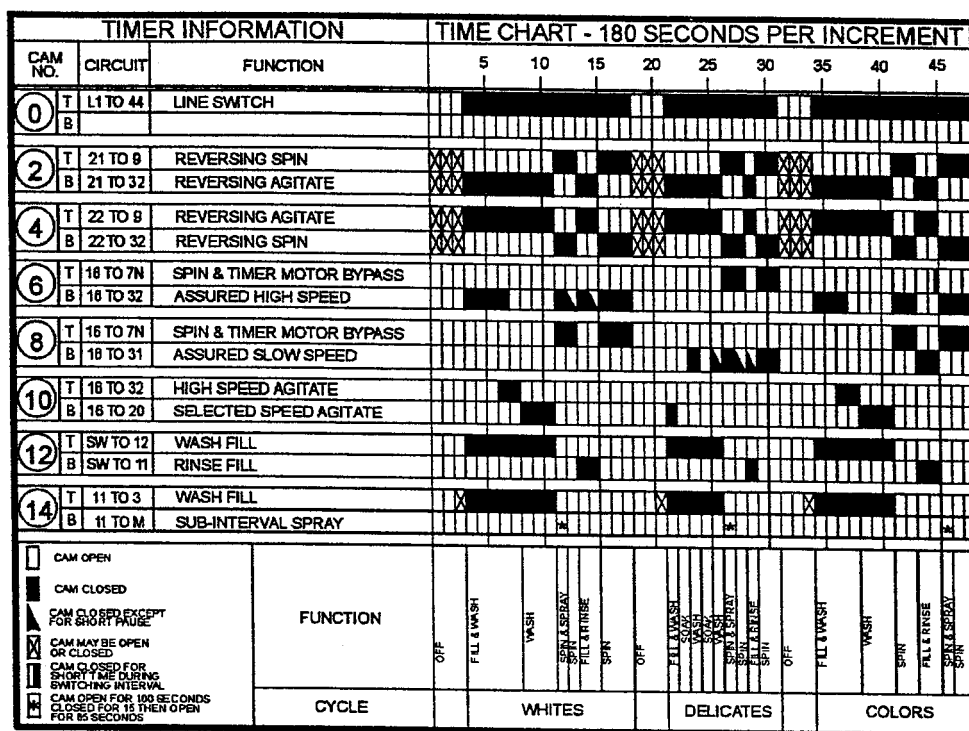 TIMER INFORMATION
TIME CHART - 180 SECONDS PER INCREMENT
CAM NO.
CIRCUIT
FUNCTION
5 10 15 20 25 30 35 40 45
0 T L1 TO 44 LINE SWITCH
B
2 T 21 TO 9 REVERSING SPIN
B 21 TO 32 REVERSING AGITATE
4 T 22 TO 9 REVERSING AGITATE
B 22 TO 32 REVERSING SPIN
6 T 16 TO 7N SPIN & TIMER MOTOR BYPASS
B 16 TO 32 ASSURED HIGH SPEED
8 T 16 TO 7N SPIN & TIMER MOTOR BYPASS
B 16 TO 31 ASSURED SLOW SPEED
10 T 16 TO 32 HIGH SPEED AGITATE
B 16 TO 20 SELECTED SPEED AGITATE
12 T SW TO 12 WASH FILL
B SW TO 11 RINSE FILL
14 T 11 TO 3 WASH FILL
B 11 TO M SUB-INTERVAL SPRAY
CAM OPEN
CAM CLOSED
CAM CLOSED EXCEPT
FOR SHORT PAUSE
CAM MAY BE OPEN
OR CLOSED
CAM CLOSED FOR
SHORT TIME DURING
SWITCHING INTERVAL
CAM OPEN FOR 100 SECONDS
CLOSED FOR 15 THEN OPEN
FOR 65 SECONDS
FUNCTION
OFF
FILL & WASH
WASH
SPIN & SPRAY
SPIN
FILL & RINSE
SPIN
OFF
FILL & WASH
SOAK
WASH
SOAK
WASH
SPIN & SPRAY
SPIN
FILL & RINSE
SPIN
OFF
FILL & WASH
WASH
SPIN
FILL & RINSE
SPIN & SPRAY
SPIN
CYCLE
WHITES
DELICATES
COLORS